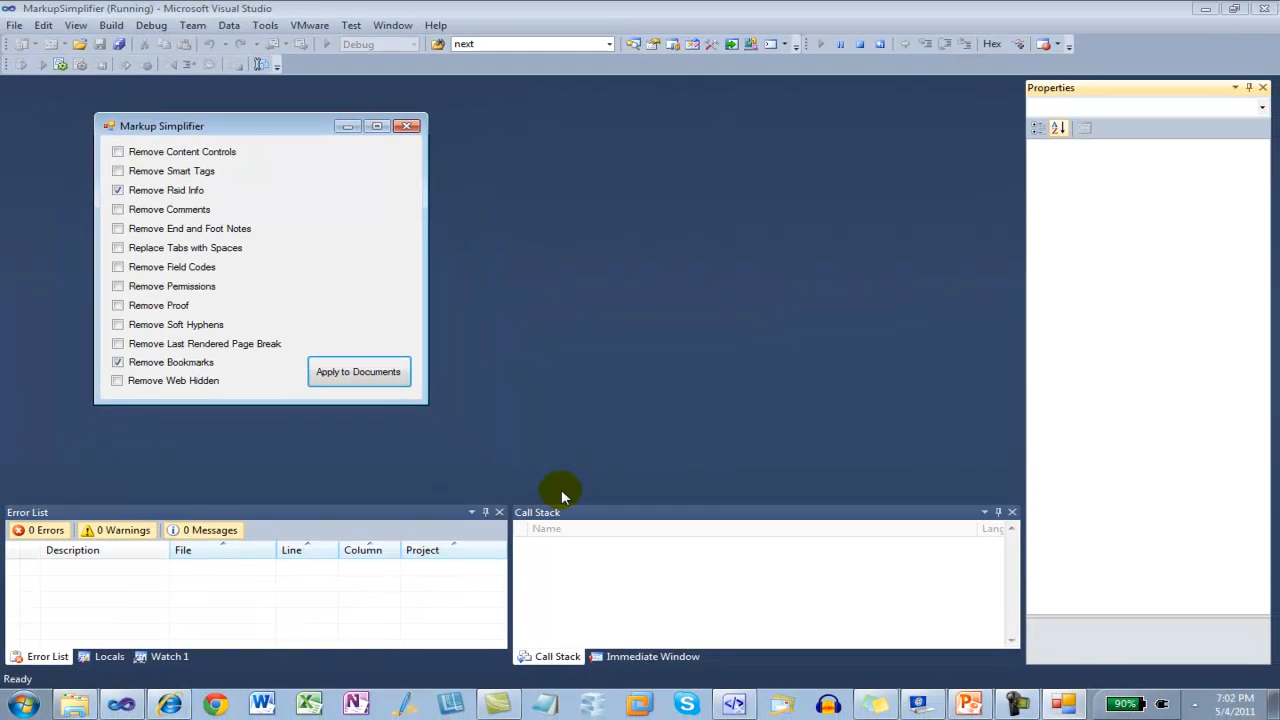 MarkupSimplifier (Running) - Microsoft Visual Studio
File Edit View Build Debug Team Data Tools VMware Test Window Help
Debug next Hex
Properties
Markup Simplifier
Remove Content Controls
Remove Smart Tags
Remove Rsid Info
Remove Comments
Remove End and Foot Notes
Replace Tabs with Spaces
Remove Field Codes
Remove Permissions
Remove Proof
Remove Soft Hyphens
Remove Last Rendered Page Break
Remove Bookmarks
Apply to Documents
Remove Web Hidden
Error List
0 Errors 0 Warnings 0 Messages
Description File Line Column Project
Call Stack
Name Lang
Error List Locals Watch 1
Call Stack Immediate Window
Ready
90% 7:02 PM
5/4/2011